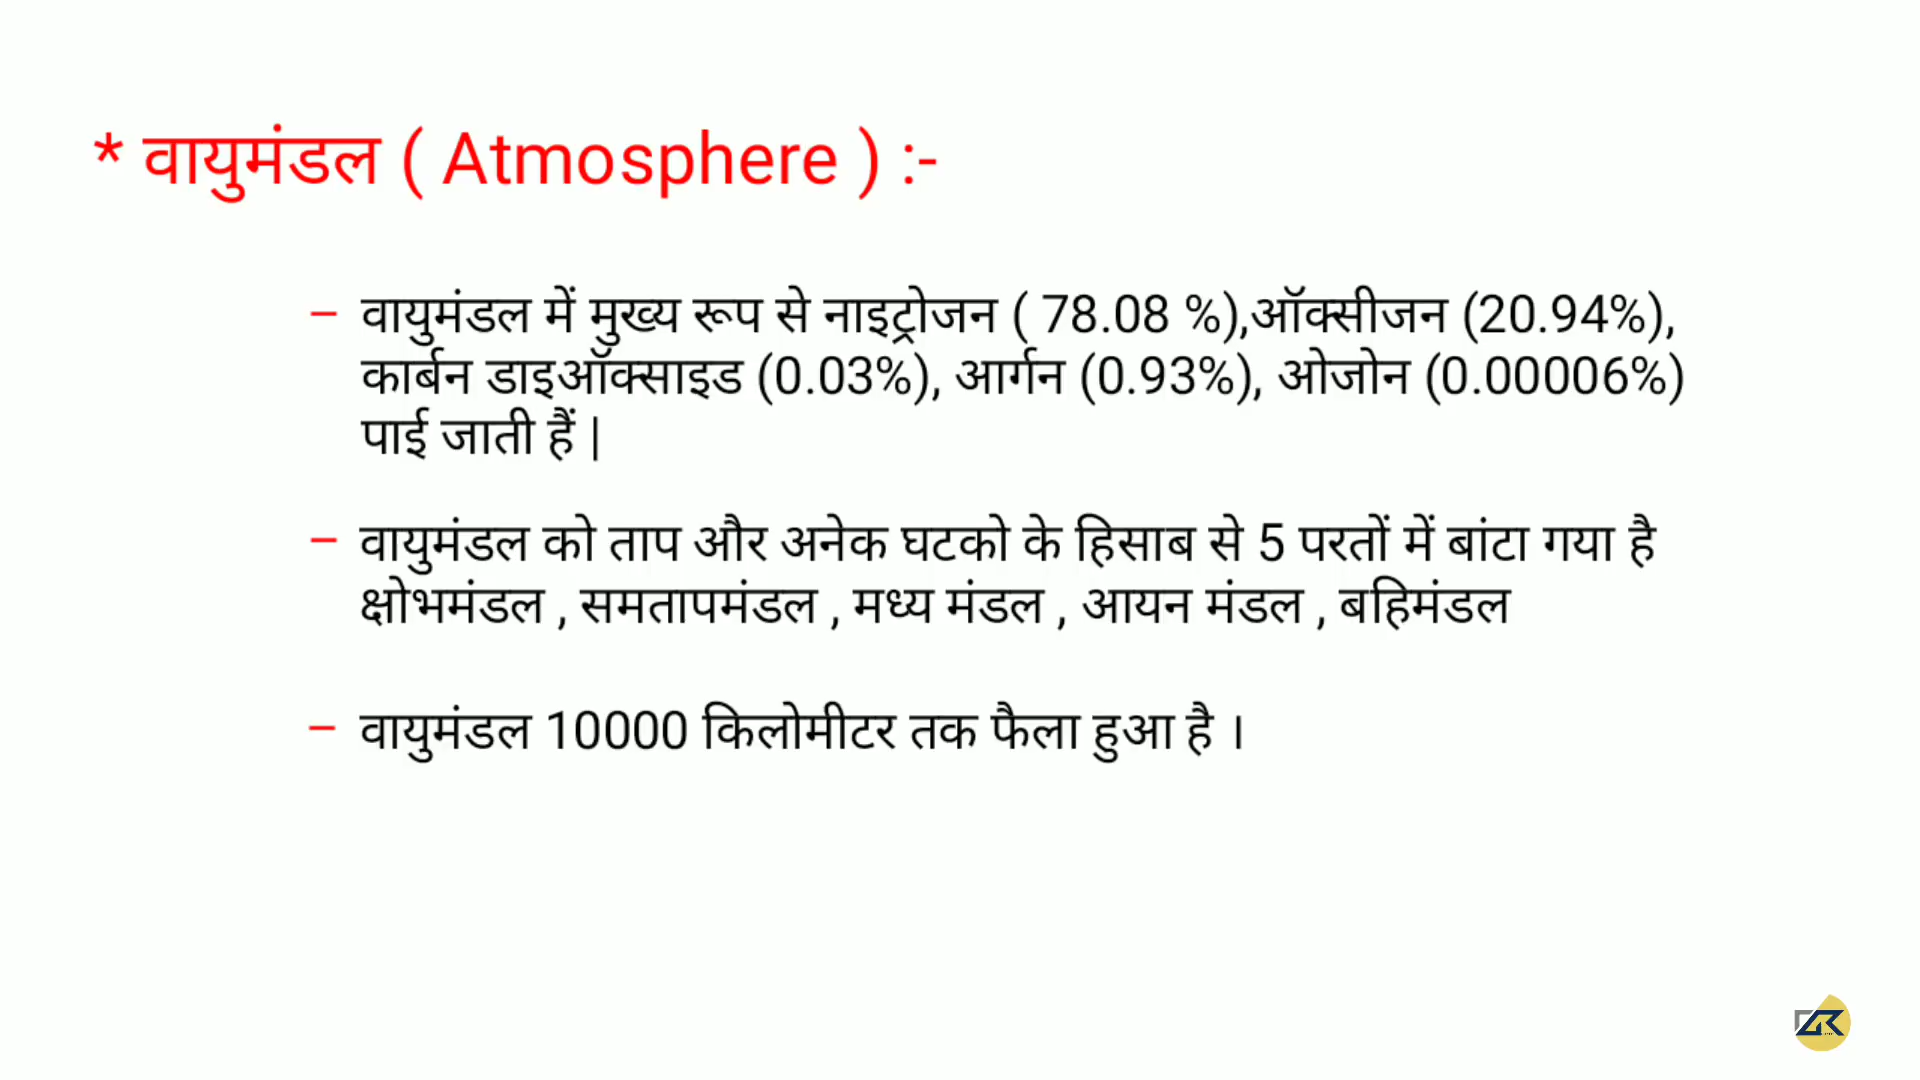 * वायुमंडल ( Atmosphere ) :-
– वायुमंडल में मुख्य रूप से नाइट्रोजन ( 78.08 %),ऑक्सीजन (20.94%),
कार्बन डाइऑक्साइड (0.03%), आर्गन (0.93%), ओजोन (0.00006%)
पाई जाती हैं |
– वायुमंडल को ताप और अनेक घटको के हिसाब से 5 परतों में बांटा गया है
क्षोभमंडल , समतापमंडल , मध्य मंडल , आयन मंडल , बहिमंडल
– वायुमंडल 10000 किलोमीटर तक फैला हुआ है ।